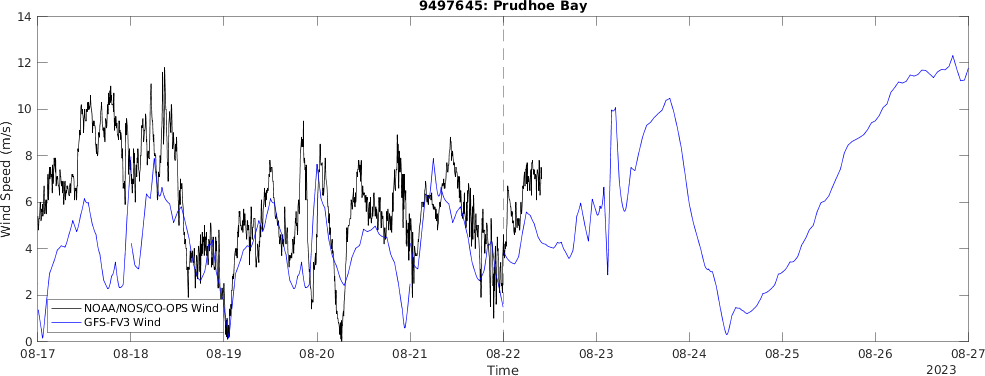 9497645: Prudhoe Bay
14
12
10
8
6
4
2
0
Wind Speed (m/s)
NOAA/NOS/CO-OPS Wind
GFS-FV3 Wind
08-17 08-18 08-19 08-20 08-21 08-22 08-23 08-24 08-25 08-26 08-27
Time
2023